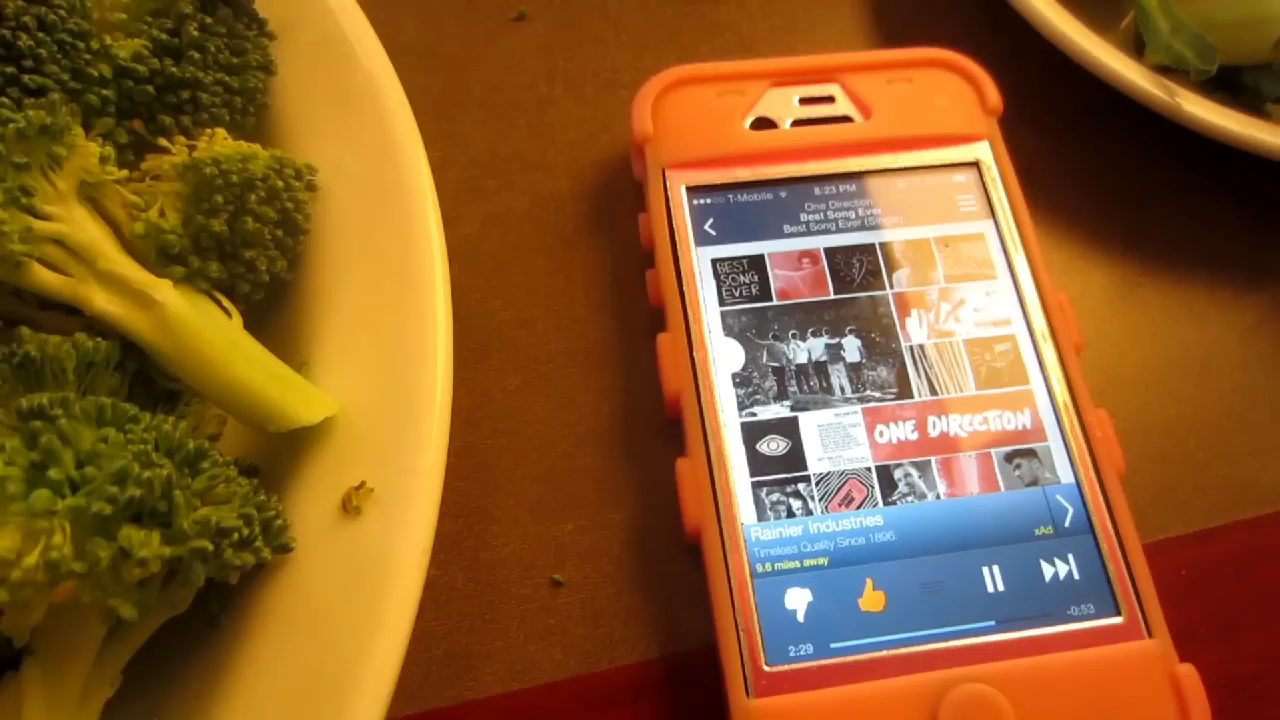 T-Mobile 8:23 PM
One Direction
Best Song Ever
Best Song Ever (Single)
BEST
SONG
EVER
ONE DIRECTION
Rainier Industries
Timeless Quality Since 1896.
9.6 miles away
xAd
2:29 -0:53